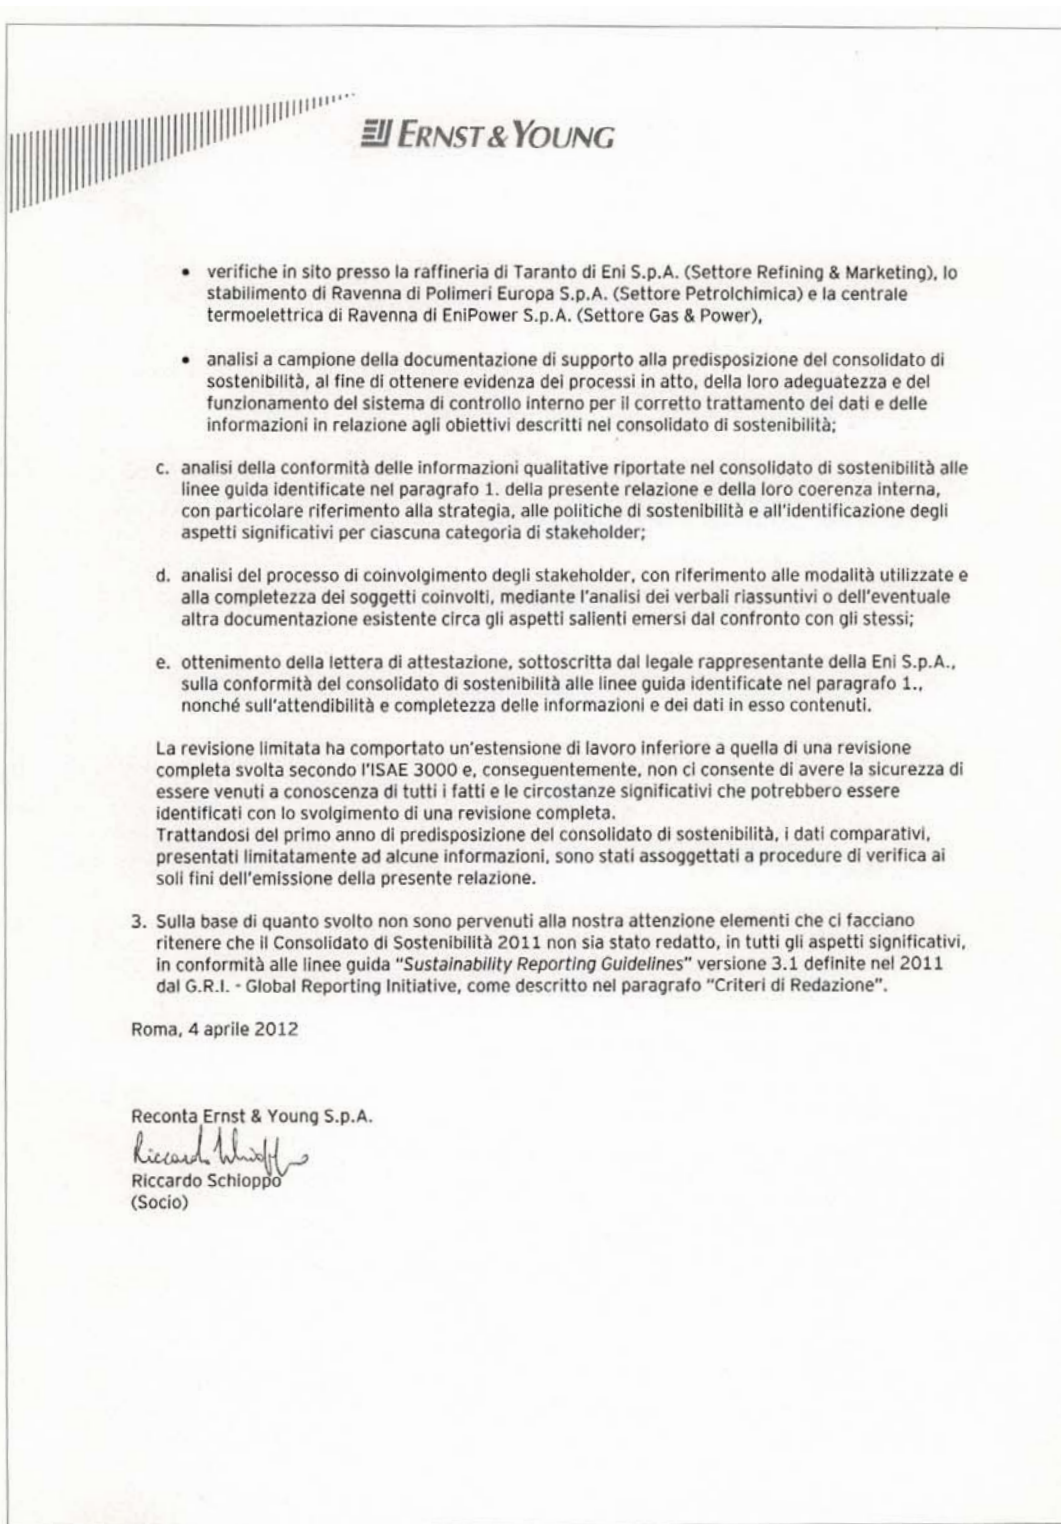 ERNST & YOUNG
• verifiche in sito presso la raffineria di Taranto di Eni S.p.A. (Settore Refining & Marketing), lo
stabilimento di Ravenna di Polimeri Europa S.p.A. (Settore Petrolchimica) e la centrale
termoelettrica di Ravenna di EniPower S.p.A. (Settore Gas & Power),
• analisi a campione della documentazione di supporto alla predisposizione del consolidato di
sostenibilità, al fine di ottenere evidenza dei processi in atto, della loro adeguatezza e del
funzionamento del sistema di controllo interno per il corretto trattamento dei dati e delle
informazioni in relazione agli obiettivi descritti nel consolidato di sostenibilità;
c. analisi della conformità delle informazioni qualitative riportate nel consolidato di sostenibilità alle
linee guida identificate nel paragrafo 1. della presente relazione e della loro coerenza interna,
con particolare riferimento alla strategia, alle politiche di sostenibilità e all'identificazione degli
aspetti significativi per ciascuna categoria di stakeholder;
d. analisi del processo di coinvolgimento degli stakeholder, con riferimento alle modalità utilizzate e
alla completezza dei soggetti coinvolti, mediante l'analisi dei verbali riassuntivi o dell'eventuale
altra documentazione esistente circa gli aspetti salienti emersi dal confronto con gli stessi;
e. ottenimento della lettera di attestazione, sottoscritta dal legale rappresentante della Eni S.p.A.,
sulla conformità del consolidato di sostenibilità alle linee guida identificate nel paragrafo 1.,
nonché sull'attendibilità e completezza delle informazioni e dei dati in esso contenuti.
La revisione limitata ha comportato un'estensione di lavoro inferiore a quella di una revisione
completa svolta secondo l'ISAE 3000 e, conseguentemente, non ci consente di avere la sicurezza di
essere venuti a conoscenza di tutti i fatti e le circostanze significativi che potrebbero essere
identificati con lo svolgimento di una revisione completa.
Trattandosi del primo anno di predisposizione del consolidato di sostenibilità, i dati comparativi,
presentati limitatamente ad alcune informazioni, sono stati assoggettati a procedure di verifica ai
soli fini dell'emissione della presente relazione.
3. Sulla base di quanto svolto non sono pervenuti alla nostra attenzione elementi che ci facciano
ritenere che il Consolidato di Sostenibilità 2011 non sia stato redatto, in tutti gli aspetti significativi,
in conformità alle linee guida "Sustainability Reporting Guidelines" versione 3.1 definite nel 2011
dal G.R.I. - Global Reporting Initiative, come descritto nel paragrafo "Criteri di Redazione".
Roma, 4 aprile 2012
Reconta Ernst & Young S.p.A.
Riccardo Schioppo
(Socio)